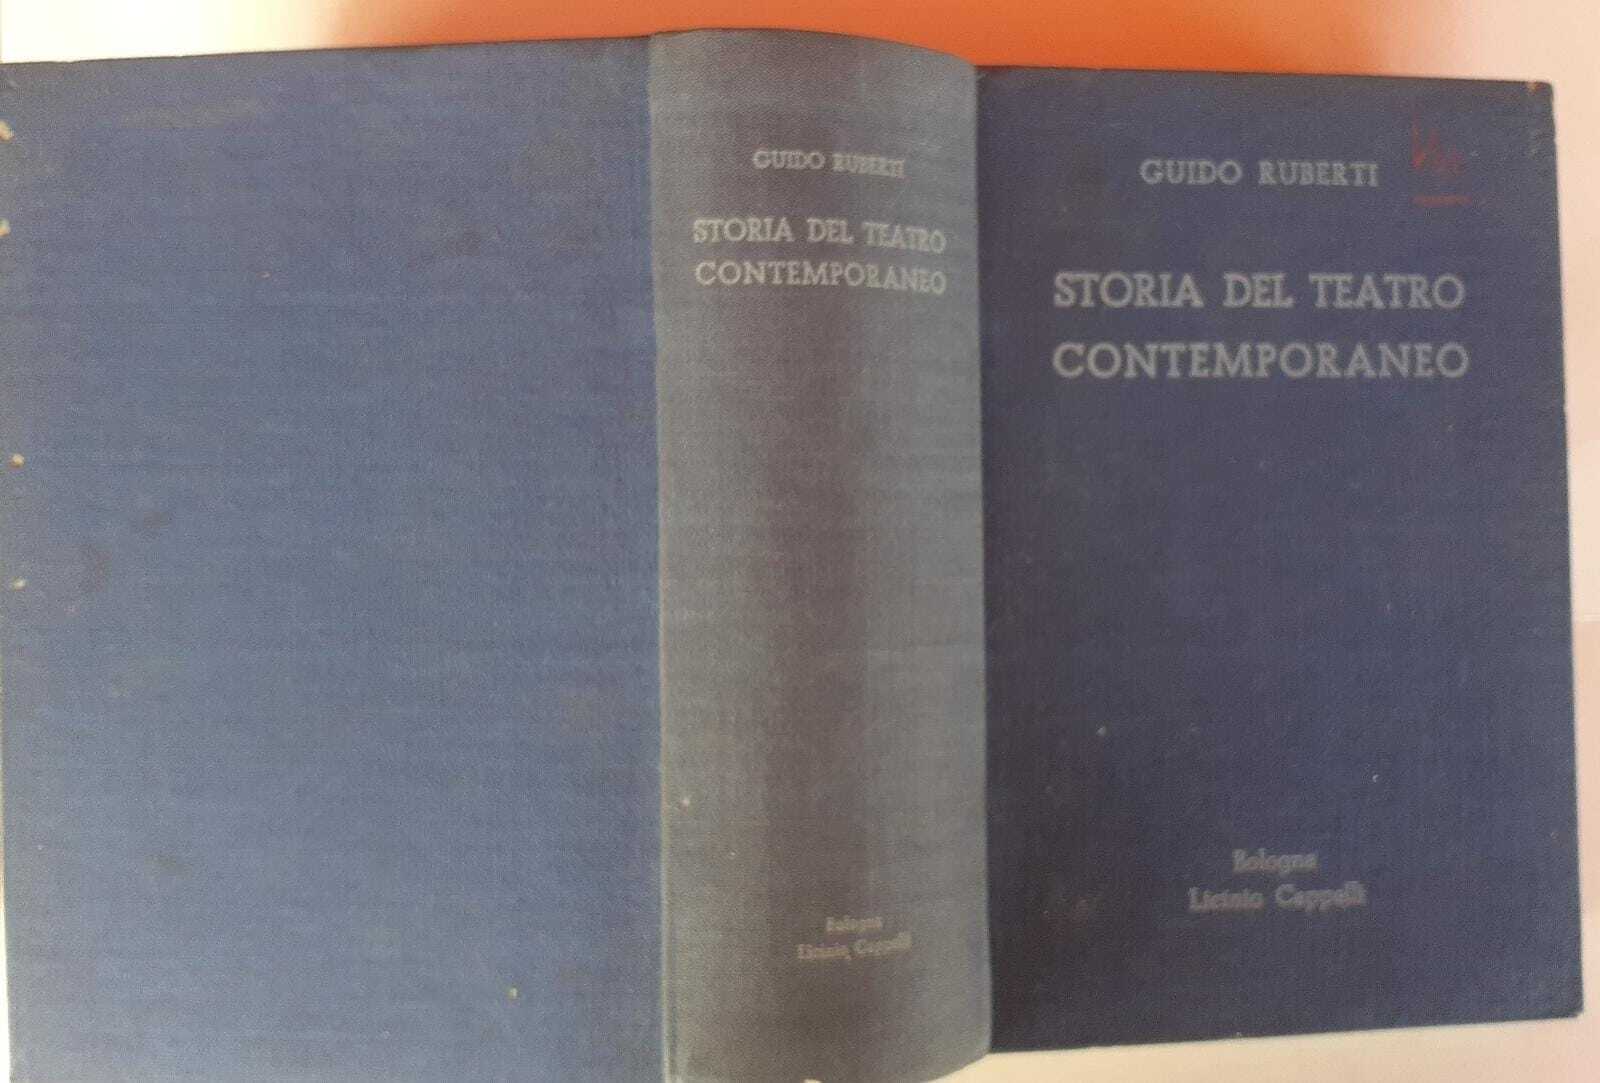 GUIDO RUBERTI
STORIA DEL TEATRO
CONTEMPORANEO
Bologna
Licinio Cappelli
GUIDO RUBERTI
STORIA DEL TEATRO
CONTEMPORANEO
Bologna
Licinio Cappelli